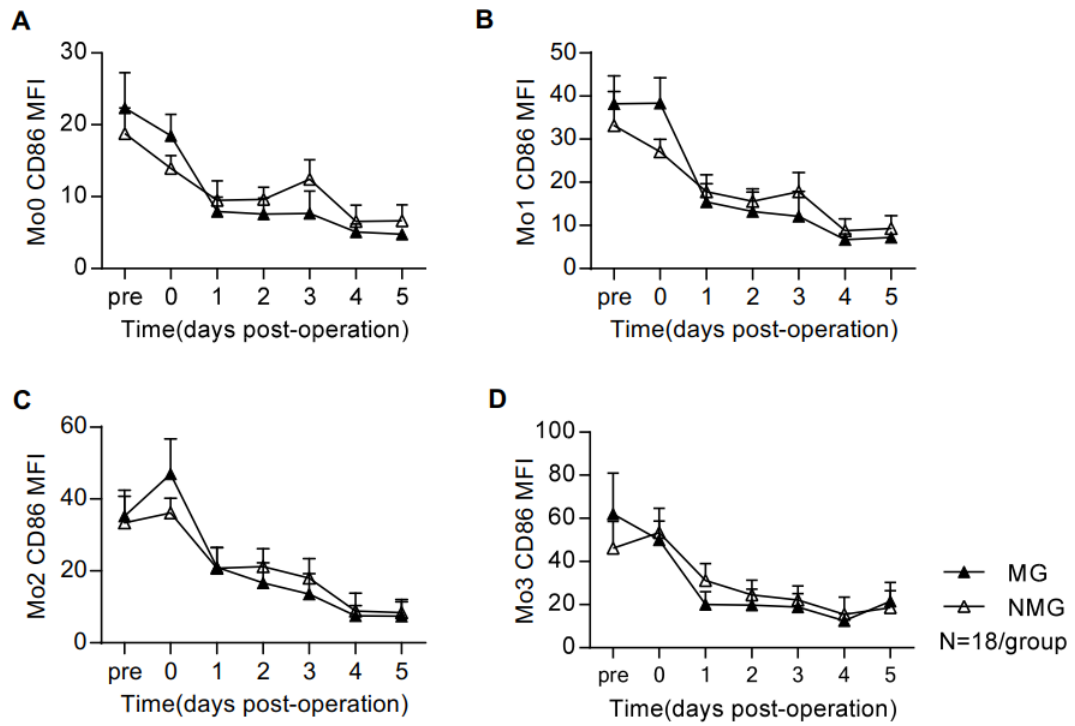 A
Mo0 CD86 MFI
30
20
10
0
pre 0 1 2 3 4 5
Time(days post-operation)
B
Mo1 CD86 MFI
50
40
30
20
10
0
pre 0 1 2 3 4 5
Time(days post-operation)
C
Mo2 CD86 MFI
60
40
20
0
pre 0 1 2 3 4 5
Time(days post-operation)
D
Mo3 CD86 MFI
100
80
60
40
20
0
pre 0 1 2 3 4 5
Time(days post-operation)
MG
NMG
N=18/group